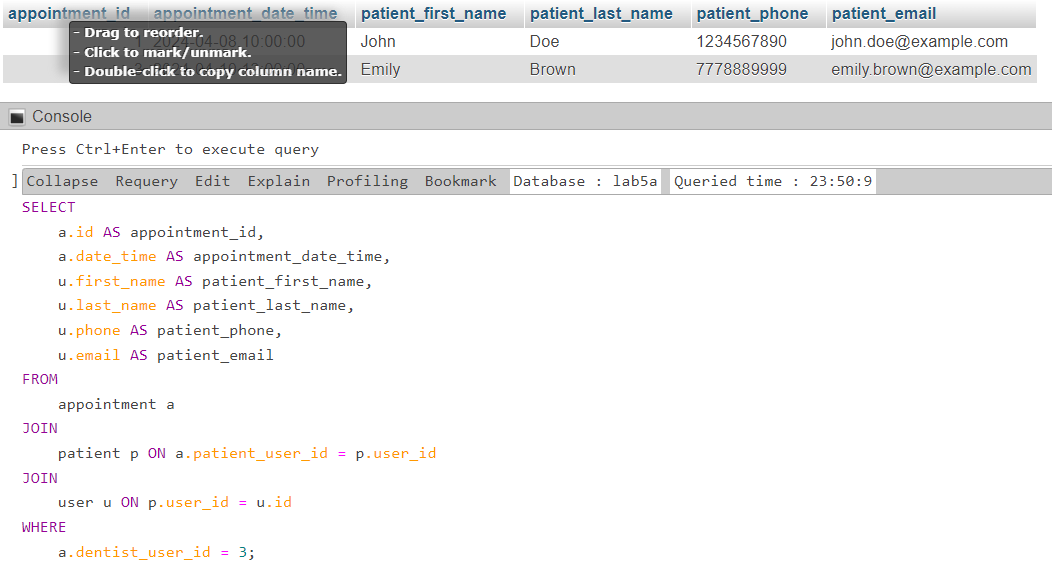 appointment_id appointment_date_time patient_first_name patient_last_name patient_phone patient_email
- Drag to reorder.
- Click to mark/unmark.
- Double-click to copy column name.
1 2024-04-08 10:00:00 John Doe 1234567890 john.doe@example.com
Emily Brown 7778889999 emily.brown@example.com
Console
Press Ctrl+Enter to execute query
] Collapse Requery Edit Explain Profiling Bookmark Database : lab5a Queried time : 23:50:9
SELECT
a.id AS appointment_id,
a.date_time AS appointment_date_time,
u.first_name AS patient_first_name,
u.last_name AS patient_last_name,
u.phone AS patient_phone,
u.email AS patient_email
FROM
appointment a
JOIN
patient p ON a.patient_user_id = p.user_id
JOIN
user u ON p.user_id = u.id
WHERE
a.dentist_user_id = 3;